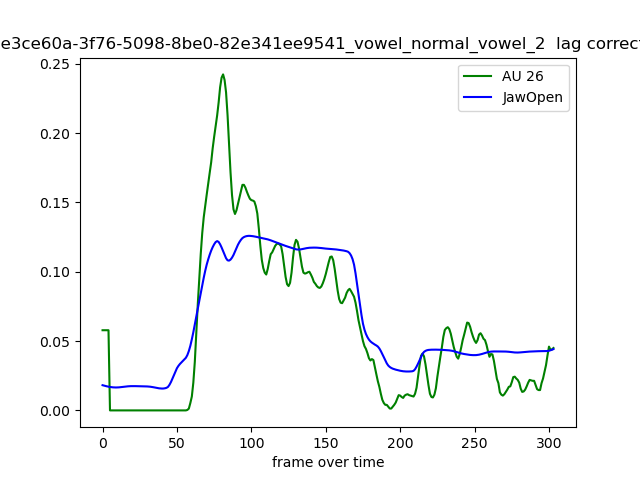 e3ce60a-3f76-5098-8be0-82e341ee9541_vowel_normal_vowel_2 lag correct
AU 26
JawOpen
0.25
0.20
0.15
0.10
0.05
0.00
0 50 100 150 200 250 300
frame over time